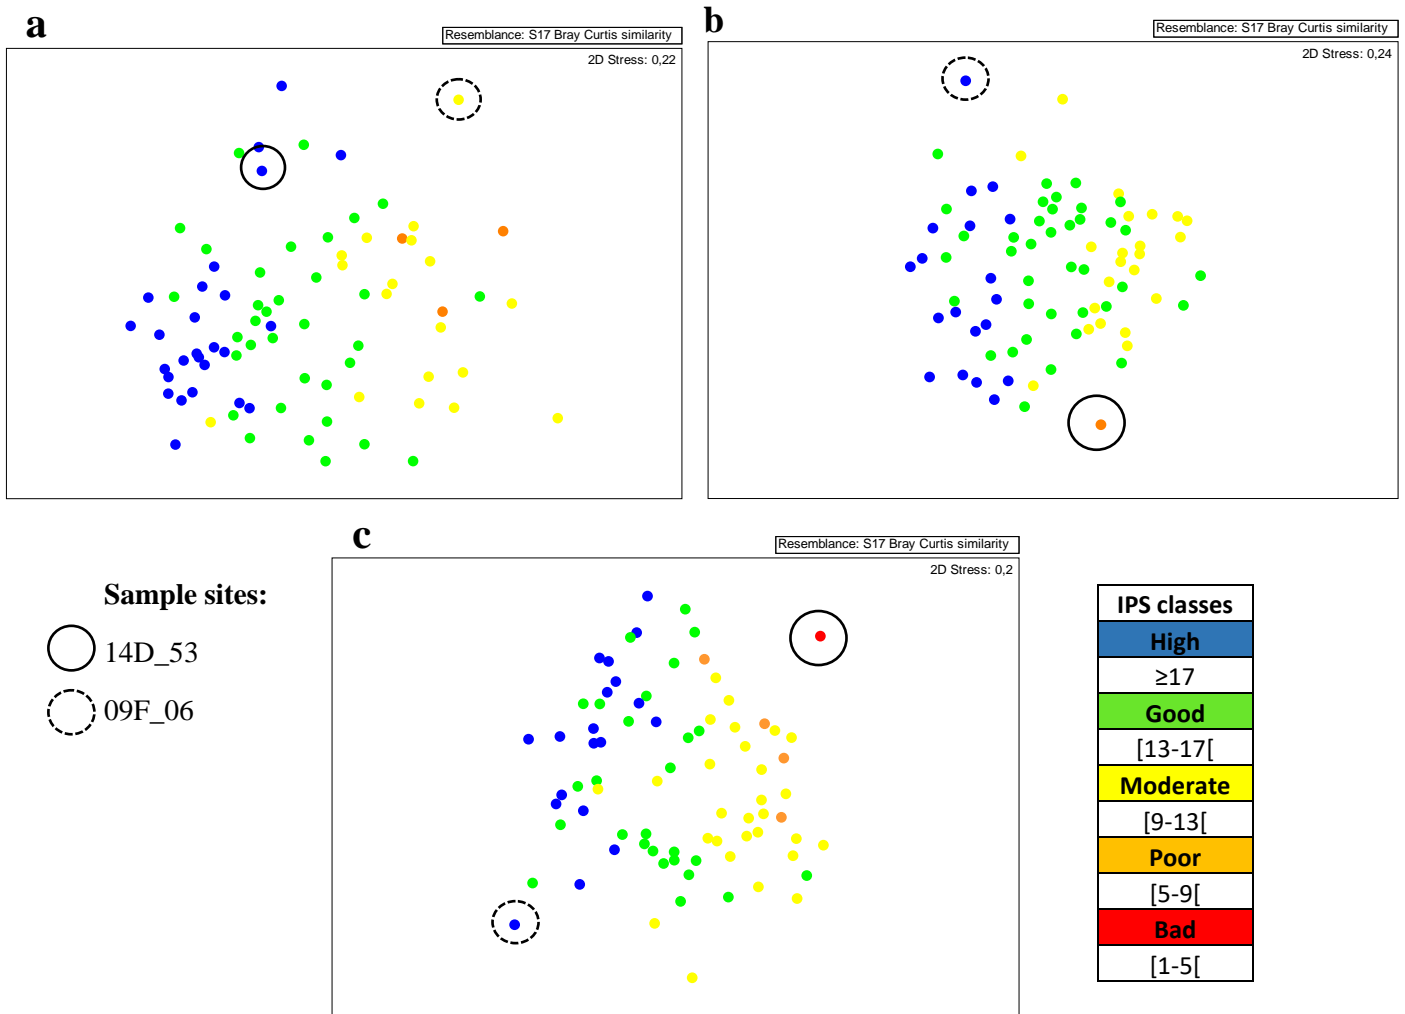 a
Resemblance: S17 Bray Curtis similarity
2D Stress: 0,22
b
Resemblance: S17 Bray Curtis similarity
2D Stress: 0,24
c
Resemblance: S17 Bray Curtis similarity
2D Stress: 0,2
Sample sites:
14D_53
09F_06
IPS classes
High
≥17
Good
[13-17[
Moderate
[9-13[
Poor
[5-9[
Bad
[1-5[